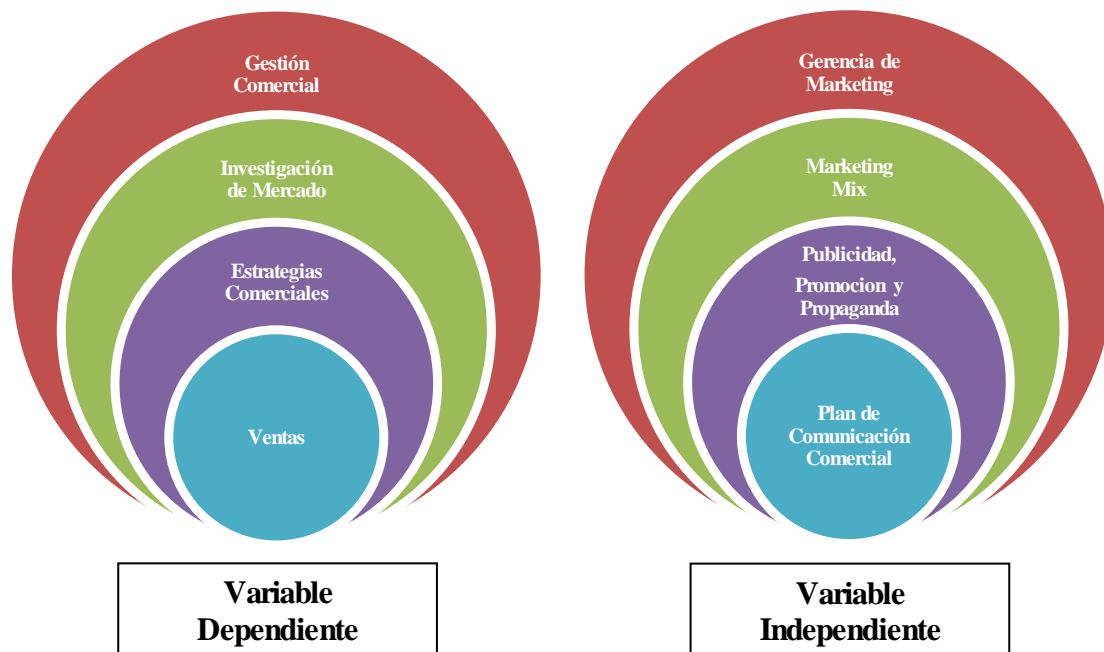 Gestión
Comercial
Investigación
de Mercado
Estrategias
Comerciales
Ventas
Variable
Dependiente
Gerencia de
Marketing
Marketing
Mix
Publicidad,
Promocion y
Propaganda
Plan de
Comunicación
Comercial
Variable
Independiente